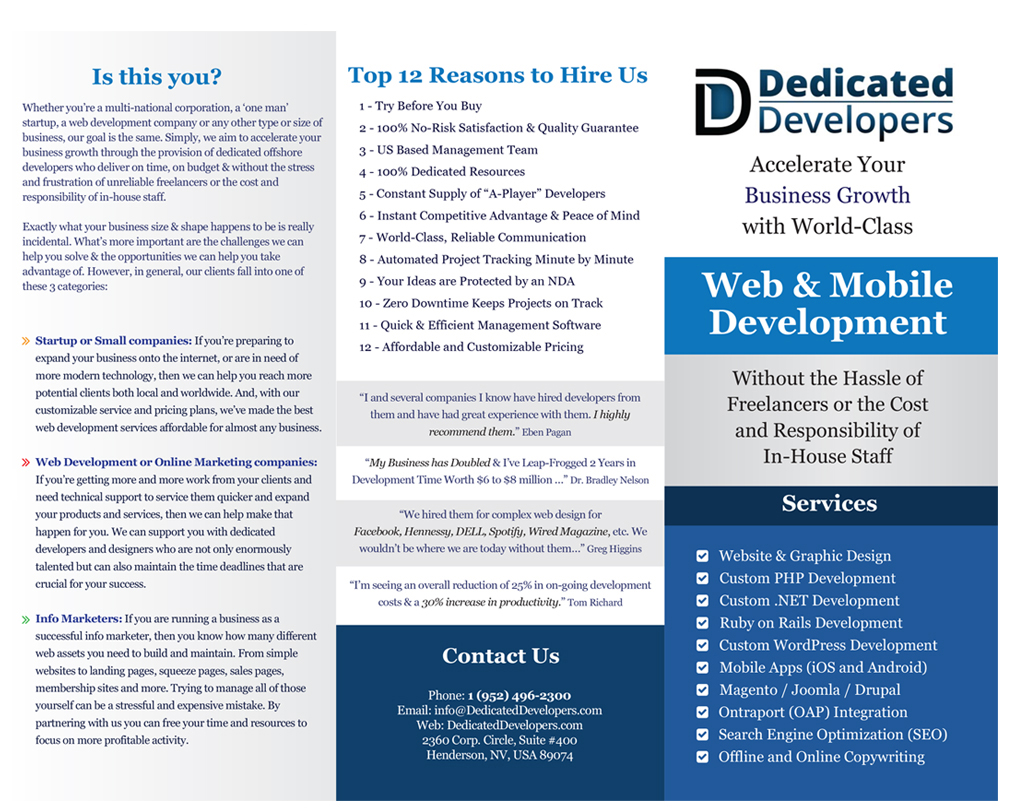 Is this you?
Whether you're a multi-national corporation, a 'one man'
startup, a web development company or any other type or size of
business, our goal is the same. Simply, we aim to accelerate your
business growth through the provision of dedicated offshore
developers who deliver on time, on budget & without the stress
and frustration of unreliable freelancers or the cost and
responsibility of in-house staff.
Exactly what your business size & shape happens to be is really
incidental. What's more important are the challenges we can
help you solve & the opportunities we can help you take
advantage of. However, in general, our clients fall into one of
these 3 categories:
Startup or Small companies: If you're preparing to
expand your business onto the internet, or are in need of
more modern technology, then we can help you reach more
potential clients both local and worldwide. And, with our
customizable service and pricing plans, we've made the best
web development services affordable for almost any business.
Web Development or Online Marketing companies:
If you're getting more and more work from your clients and
need technical support to service them quicker and expand
your products and services, then we can help make that
happen for you. We can support you with dedicated
developers and designers who are not only enormously
talented but can also maintain the time deadlines that are
crucial for your success.
Info Marketers: If you are running a business as a
successful info marketer, then you know how many different
web assets you need to build and maintain. From simple
websites to landing pages, squeeze pages, sales pages,
membership sites and more. Trying to manage all of those
yourself can be a stressful and expensive mistake. By
partnering with us you can free your time and resources to
focus on more profitable activity.
Top 12 Reasons to Hire Us
1 - Try Before You Buy
2 - 100% No-Risk Satisfaction & Quality Guarantee
3 - US Based Management Team
4 - 100% Dedicated Resources
5 - Constant Supply of "A-Player" Developers
6 - Instant Competitive Advantage & Peace of Mind
7 - World-Class, Reliable Communication
8 - Automated Project Tracking Minute by Minute
9 - Your Ideas are Protected by an NDA
10 - Zero Downtime Keeps Projects on Track
11 - Quick & Efficient Management Software
12 - Affordable and Customizable Pricing
"I and several companies I know have hired developers from
them and have had great experience with them. I highly
recommend them." Eben Pagan
"My Business has Doubled & I've Leap-Frogged 2 Years in
Development Time Worth $6 to $8 million ..." Dr. Bradley Nelson
"We hired them for complex web design for
Facebook, Hennessy, DELL, Spotify, Wired Magazine, etc. We
wouldn't be where we are today without them..." Greg Higgins
"I'm seeing an overall reduction of 25% in on-going development
costs & a 30% increase in productivity." Tom Richard
Contact Us
Phone: 1 (952) 496-2300
Email: info@DedicatedDevelopers.com
Web: DedicatedDevelopers.com
2360 Corp. Circle, Suite #400
Henderson, NV, USA 89074
Dedicated
Developers
Accelerate Your
Business Growth
with World-Class
Web & Mobile
Development
Without the Hassle of
Freelancers or the Cost
and Responsibility of
In-House Staff
Services
Website & Graphic Design
Custom PHP Development
Custom .NET Development
Ruby on Rails Development
Custom WordPress Development
Mobile Apps (iOS and Android)
Magento / Joomla / Drupal
Ontraport (OAP) Integration
Search Engine Optimization (SEO)
Offline and Online Copywriting